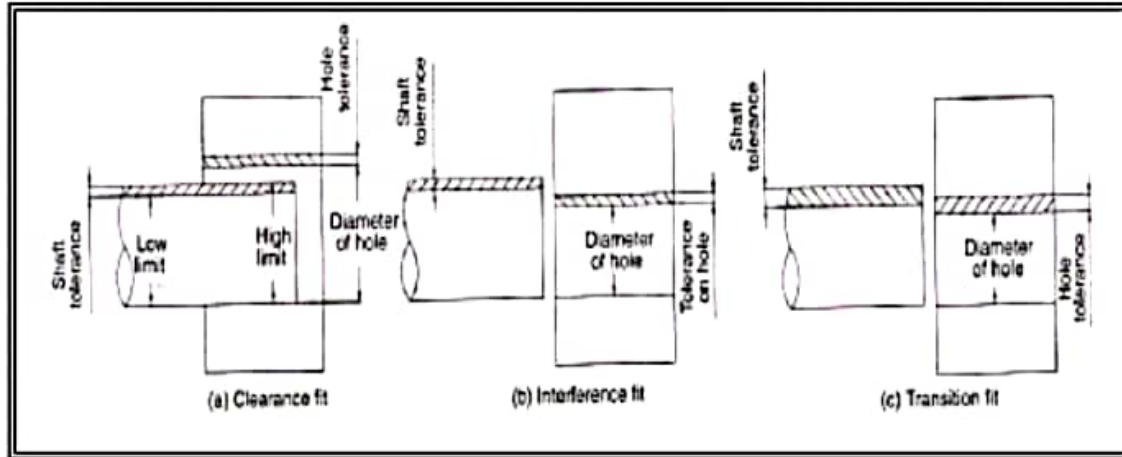 Shaft
tolerance
Low
limit
High
limit
Hole
tolerance
Diameter
of hole
(a) Clearance fit
Shaft
tolerance
Diameter
of hole
Tolerance
on hole
(b) Interference fit
Shaft
tolerance
Diameter
of hole
Hole
tolerance
(c) Transition fit